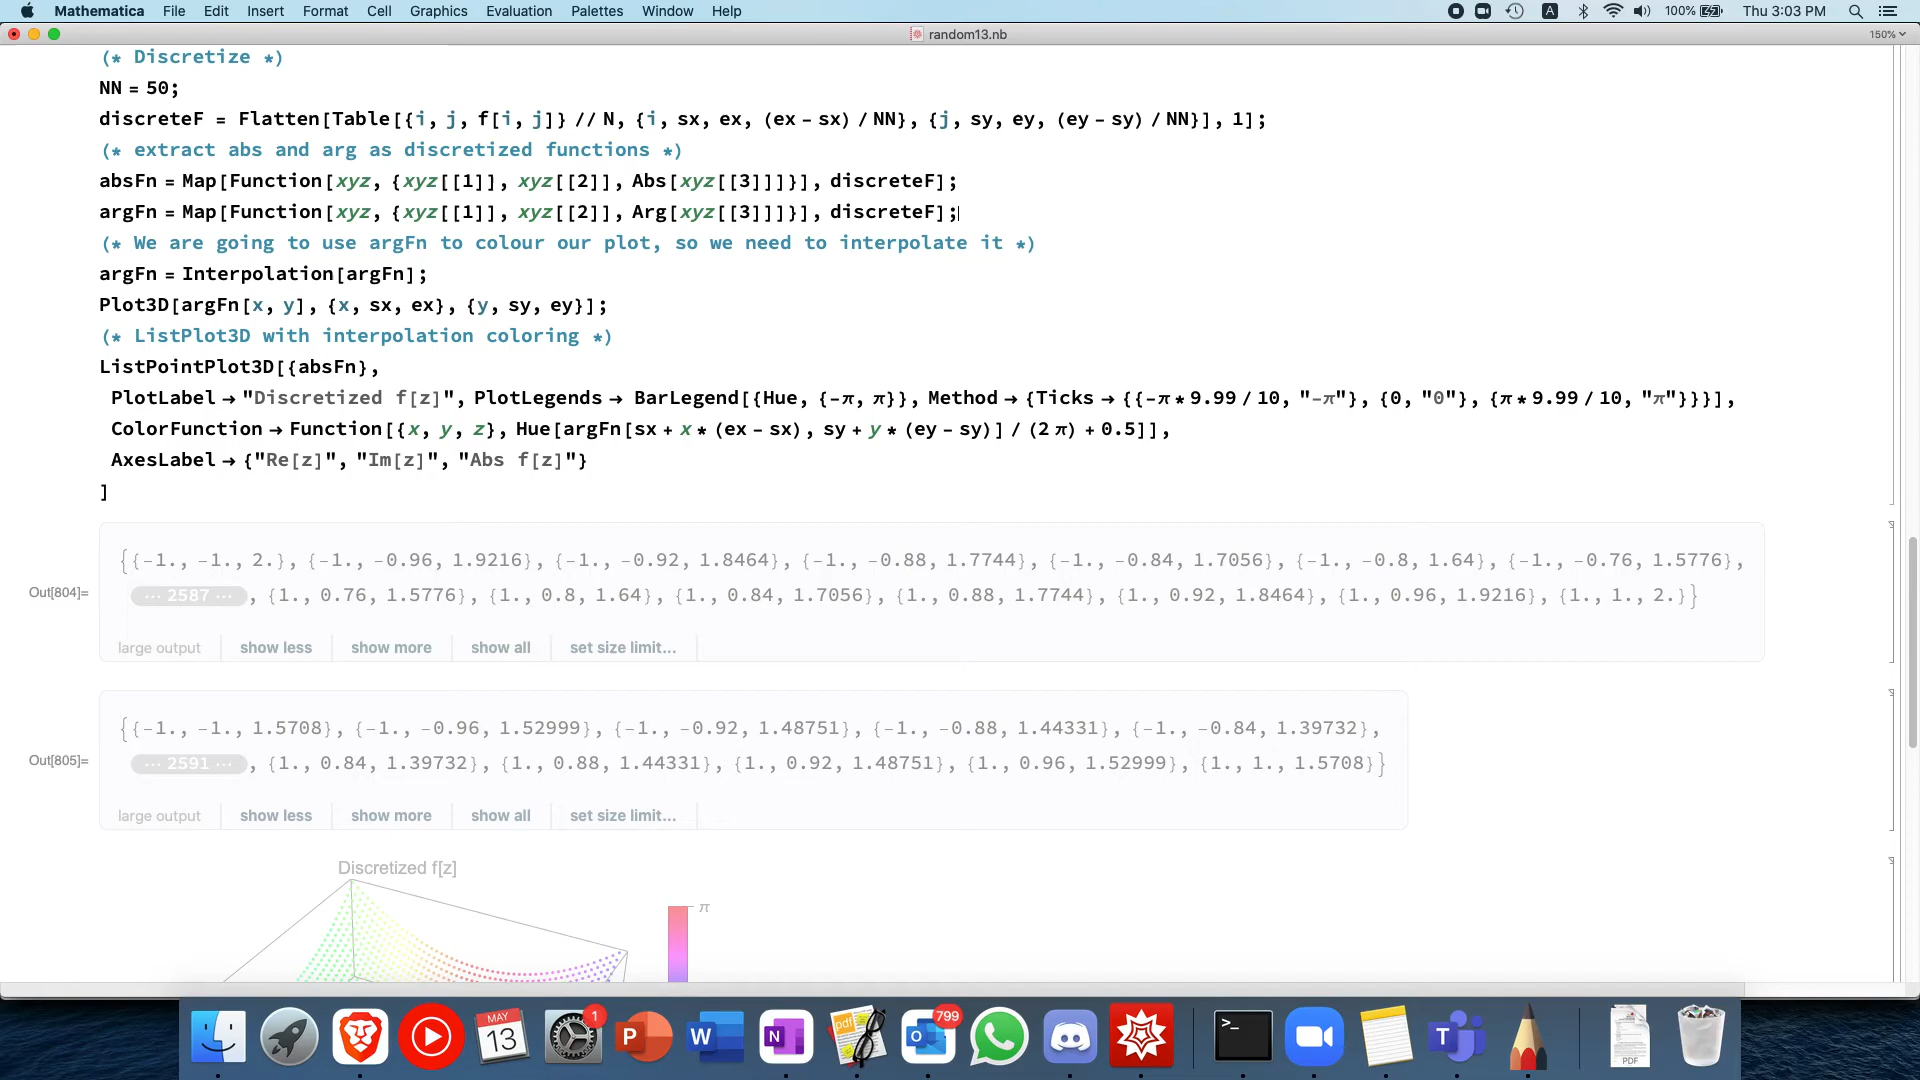 Mathematica File Edit Insert Format Cell Graphics Evaluation Palettes Window Help A 100% Thu 3:03 PM
random13.nb 150%
(* Discretize *)
NN = 50;
discreteF = Flatten[Table[{i, j, f[i, j]} // N, {i, sx, ex, (ex - sx) / NN}, {j, sy, ey, (ey - sy) / NN}], 1];
(* extract abs and arg as discretized functions *)
absFn = Map[Function[xyz, {xyz[[1]], xyz[[2]], Abs[xyz[[3]]]}], discreteF];
argFn = Map[Function[xyz, {xyz[[1]], xyz[[2]], Arg[xyz[[3]]]}], discreteF];
(* We are going to use argFn to colour our plot, so we need to interpolate it *)
argFn = Interpolation[argFn];
Plot3D[argFn[x, y], {x, sx, ex}, {y, sy, ey}];
(* ListPlot3D with interpolation coloring *)
ListPointPlot3D[{absFn},
PlotLabel → "Discretized f[z]", PlotLegends → BarLegend[{Hue, {-π, π}}, Method → {Ticks → {{-π * 9.99 / 10, "-π"}, {0, "0"}, {π * 9.99 / 10, "π"}}}],
ColorFunction → Function[{x, y, z}, Hue[argFn[sx + x * (ex - sx), sy + y * (ey - sy)] / (2 π) + 0.5]],
AxesLabel → {"Re[z]", "Im[z]", "Abs f[z]"}
]
{{-1., -1., 2.}, {-1., -0.96, 1.9216}, {-1., -0.92, 1.8464}, {-1., -0.88, 1.7744}, {-1., -0.84, 1.7056}, {-1., -0.8, 1.64}, {-1., -0.76, 1.5776},
Out[804]= ··· 2587 ··· , {1., 0.76, 1.5776}, {1., 0.8, 1.64}, {1., 0.84, 1.7056}, {1., 0.88, 1.7744}, {1., 0.92, 1.8464}, {1., 0.96, 1.9216}, {1., 1., 2.}}
large output show less show more show all set size limit...
{{-1., -1., 1.5708}, {-1., -0.96, 1.52999}, {-1., -0.92, 1.48751}, {-1., -0.88, 1.44331}, {-1., -0.84, 1.39732},
Out[805]= ··· 2591 ··· , {1., 0.84, 1.39732}, {1., 0.88, 1.44331}, {1., 0.92, 1.48751}, {1., 0.96, 1.52999}, {1., 1., 1.5708}}
large output show less show more show all set size limit...
Discretized f[z]
π
MAY 13 1 P W N pdf 799 O >_ T PDF